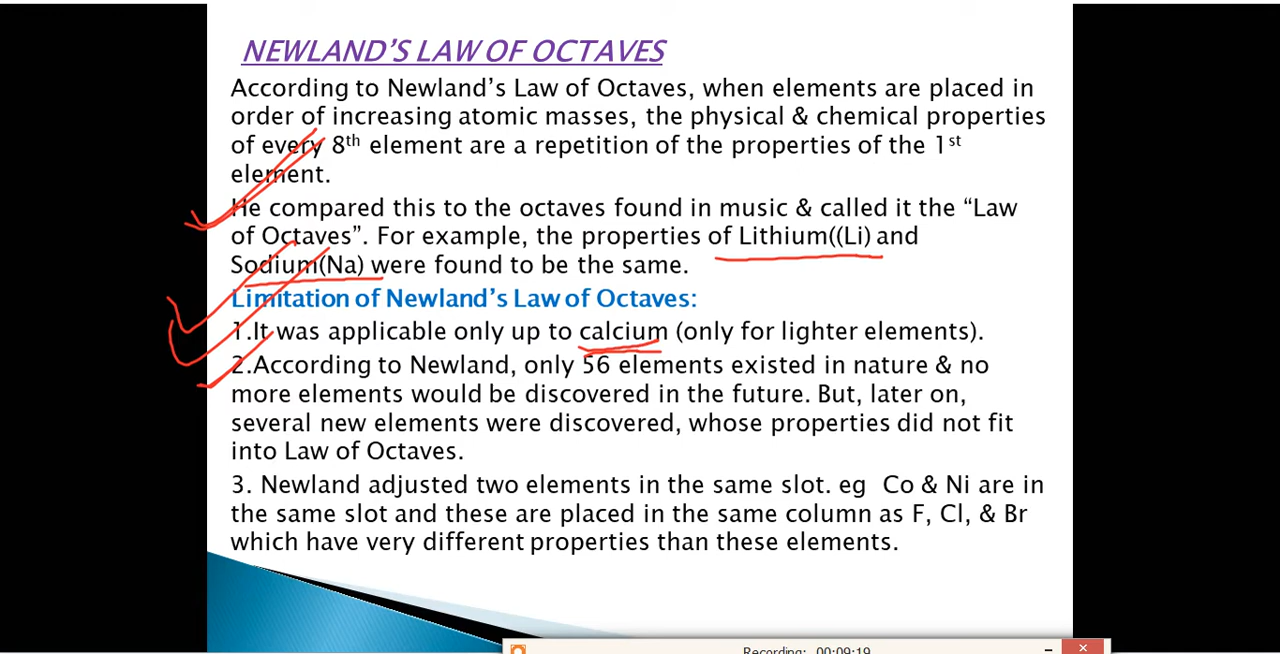 NEWLAND'S LAW OF OCTAVES
According to Newland's Law of Octaves, when elements are placed in
order of increasing atomic masses, the physical & chemical properties
of every 8th element are a repetition of the properties of the 1st
element.
He compared this to the octaves found in music & called it the “Law
of Octaves”. For example, the properties of Lithium((Li) and
Sodium(Na) were found to be the same.
Limitation of Newland's Law of Octaves:
1.It was applicable only up to calcium (only for lighter elements).
2.According to Newland, only 56 elements existed in nature & no
more elements would be discovered in the future. But, later on,
several new elements were discovered, whose properties did not fit
into Law of Octaves.
3. Newland adjusted two elements in the same slot. eg Co & Ni are in
the same slot and these are placed in the same column as F, Cl, & Br
which have very different properties than these elements.
Recording: 00:09:19